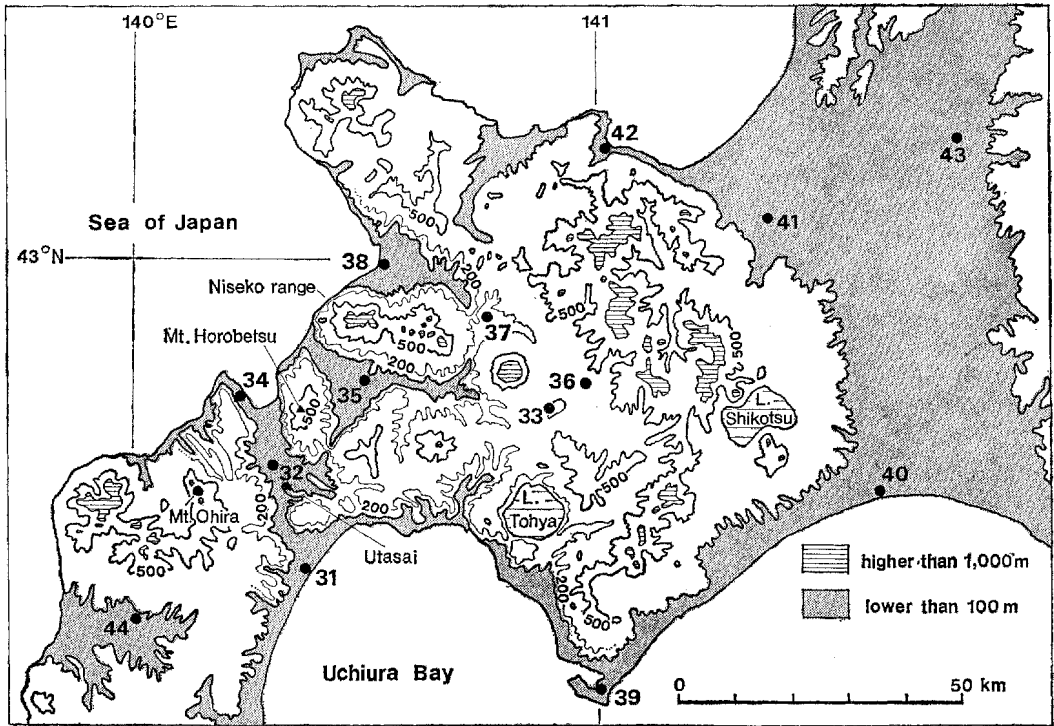 140°E
141
42
43
500
Sea of Japan
41
43°N
38
200
500
Niseko range
37
500
500
Mt. Horobetsu
200
34
35
36
L.
Shikotsu
500
33
32
500
40
200
L.
Tohya
Mt. Ohira
200
500
Utasai
higher than 1,000m
31
200
500
lower than 100 m
44
Uchiura Bay
39
0
50 km